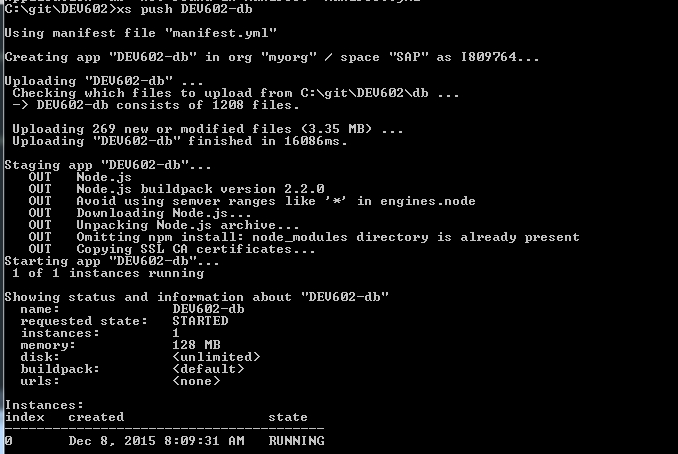 C:\git\DEV602>xs push DEV602-db
Using manifest file "manifest.yml"
Creating app "DEV602-db" in org "myorg" / space "SAP" as I809764...
Uploading "DEV602-db" ...
Checking which files to upload from C:\git\DEV602\db ...
-> DEV602-db consists of 1208 files.
Uploading 269 new or modified files (3.35 MB) ...
Uploading "DEV602-db" finished in 16086ms.
Staging app "DEV602-db"...
OUT Node.js
OUT Node.js buildpack version 2.2.0
OUT Avoid using semver ranges like '*' in engines.node
OUT Downloading Node.js...
OUT Unpacking Node.js archive...
OUT Omitting npm install: node_modules directory is already present
OUT Copying SSL CA certificates...
Starting app "DEV602-db"...
1 of 1 instances running
Showing status and information about "DEV602-db"
name: DEV602-db
requested state: STARTED
instances: 1
memory: 128 MB
disk: <unlimited>
buildpack: <default>
urls: <none>
Instances:
index created state
----------------------------------------
0 Dec 8, 2015 8:09:31 AM RUNNING